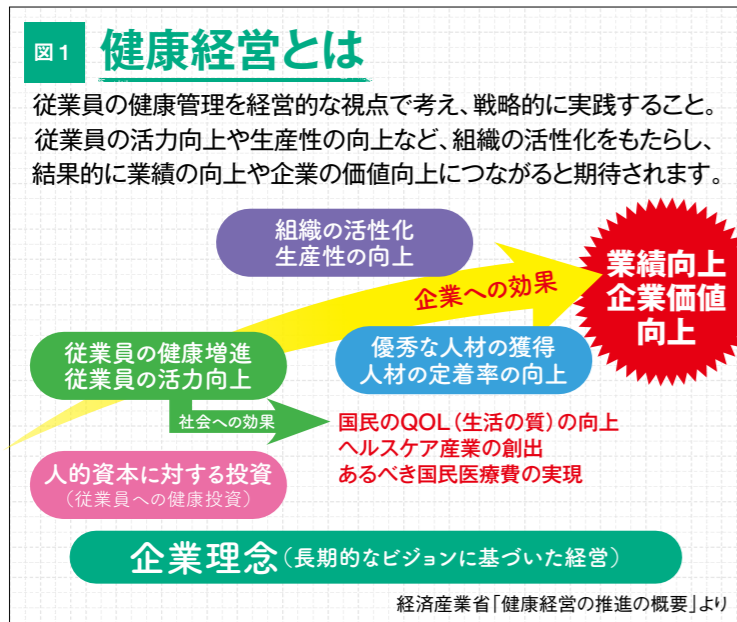 図1 健康経営とは
従業員の健康管理を経営的な視点で考え、戦略的に実践すること。
従業員の活力向上や生産性の向上など、組織の活性化をもたらし、
結果的に業績の向上や企業の価値向上につながると期待されます。
組織の活性化
生産性の向上
企業への効果
業績向上
企業価値
向上
従業員の健康増進
従業員の活力向上
優秀な人材の獲得
人材の定着率の向上
社会への効果
国民のQOL(生活の質)の向上
ヘルスケア産業の創出
あるべき国民医療費の実現
人的資本に対する投資
(従業員への健康投資)
企業理念(長期的なビジョンに基づいた経営)
経済産業省「健康経営の推進の概要」より